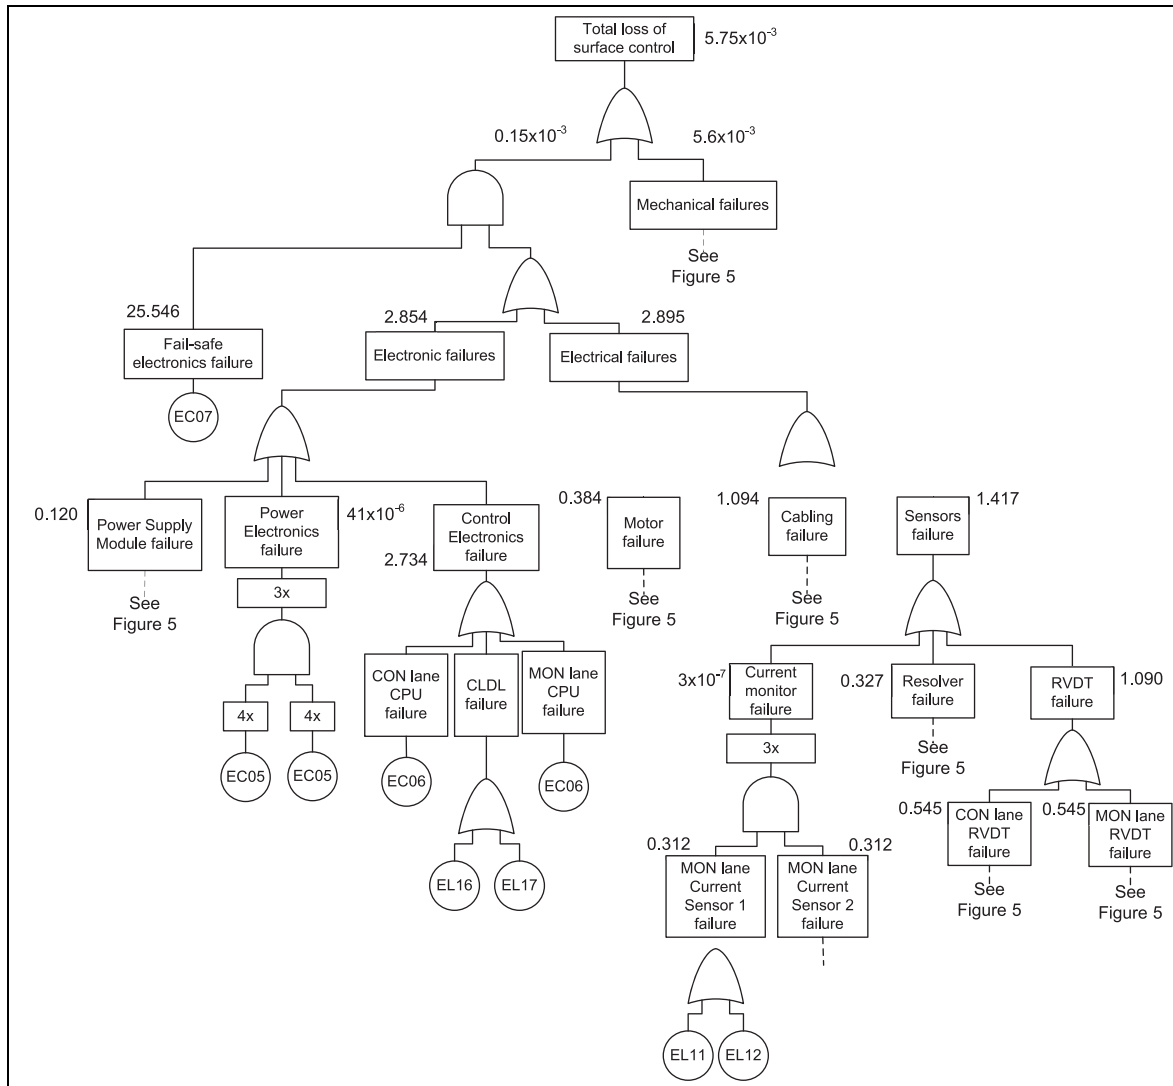 Total loss of
surface control
5.75x10⁻³
0.15x10⁻³
5.6x10⁻³
Mechanical failures
See
Figure 5
25.546
Fail-safe
electronics failure
EC07
2.854
Electronic failures
2.895
Electrical failures
0.120
Power Supply
Module failure
See
Figure 5
Power
Electronics
failure
41x10⁻⁶
3x
4x
4x
EC05
EC05
Control
Electronics
failure
2.734
CON lane
CPU
failure
CLDL
failure
MON lane
CPU
failure
EC06
EC06
EL16
EL17
0.384
Motor
failure
See
Figure 5
1.094
Cabling
failure
See
Figure 5
Sensors
failure
1.417
3x10⁻⁷
Current
monitor
failure
3x
0.327
Resolver
failure
See
Figure 5
RVDT
failure
1.090
0.312
MON lane
Current
Sensor 1
failure
0.312
MON lane
Current
Sensor 2
failure
EL11
EL12
0.545
CON lane
RVDT
failure
See
Figure 5
0.545
MON lane
RVDT
failure
See
Figure 5